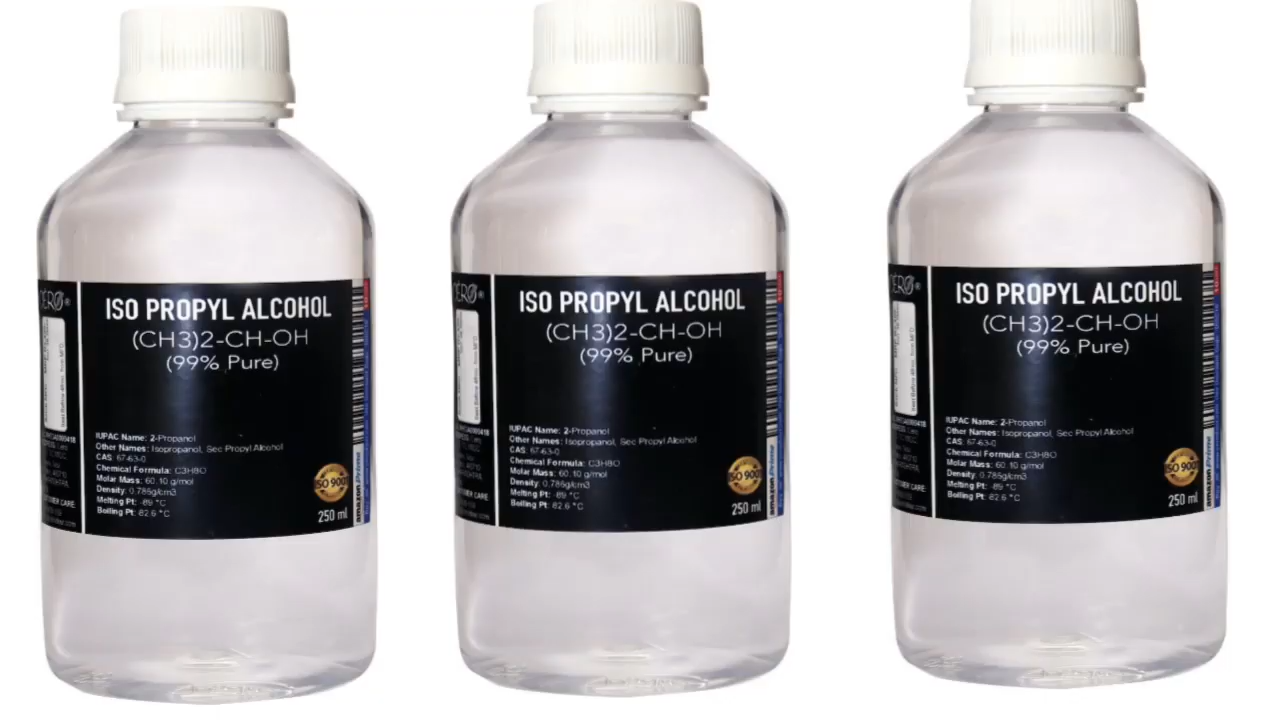 ISO PROPYL ALCOHOL
(CH3)2-CH-OH
(99% Pure)
IUPAC Name: 2-Propanol
Other Names: Isopropanol, Sec Propyl Alcohol
CAS: 67-63-0
Chemical Formula: C3H8O
Molar Mass: 60.10 g/mol
Density: 0.786g/cm3
Melting Pt: -89 °C
Boiling Pt: 82.6 °C
ISO 9001
250 ml
amazonPrime
ISO PROPYL ALCOHOL
(CH3)2-CH-OH
(99% Pure)
IUPAC Name: 2-Propanol
Other Names: Isopropanol, Sec Propyl Alcohol
CAS: 67-63-0
Chemical Formula: C3H8O
Molar Mass: 60.10 g/mol
Density: 0.786g/cm3
Melting Pt: -89 °C
Boiling Pt: 82.6 °C
ISO 9001
250 ml
amazonPrime
ISO PROPYL ALCOHOL
(CH3)2-CH-OH
(99% Pure)
IUPAC Name: 2-Propanol
Other Names: Isopropanol, Sec Propyl Alcohol
CAS: 67-63-0
Chemical Formula: C3H8O
Molar Mass: 60.10 g/mol
Density: 0.786g/cm3
Melting Pt: -89 °C
Boiling Pt: 82.6 °C
ISO 9001
250 ml
amazonPrime